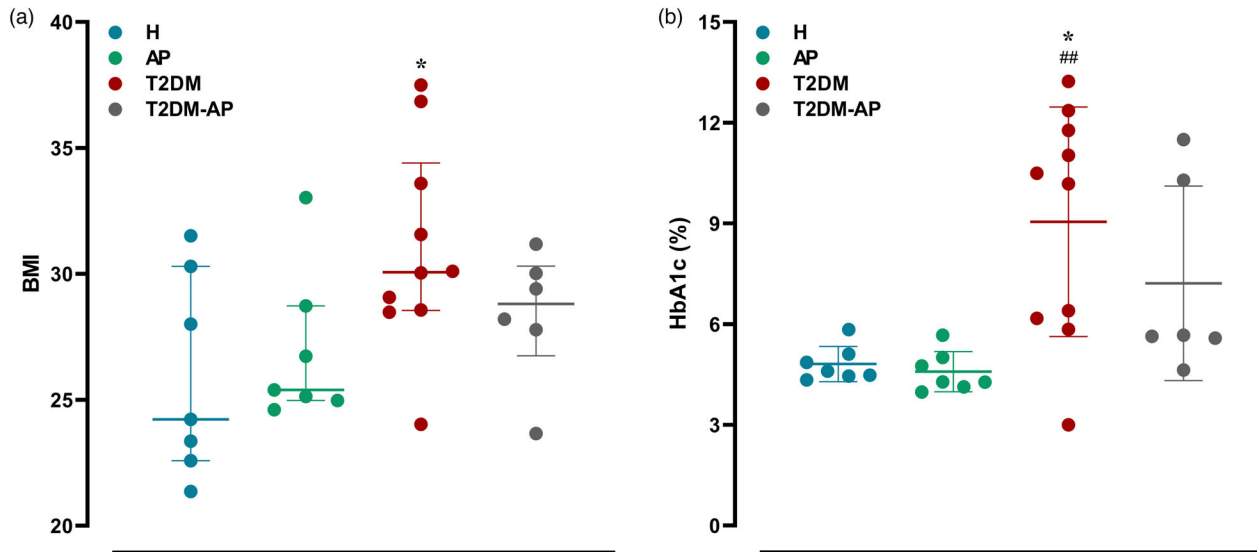 (a)
H
AP
T2DM
T2DM-AP
*
BMI
40
35
30
25
20
(b)
H
AP
T2DM
T2DM-AP
*
##
HbA1c (%)
15
12
9
6
3
0